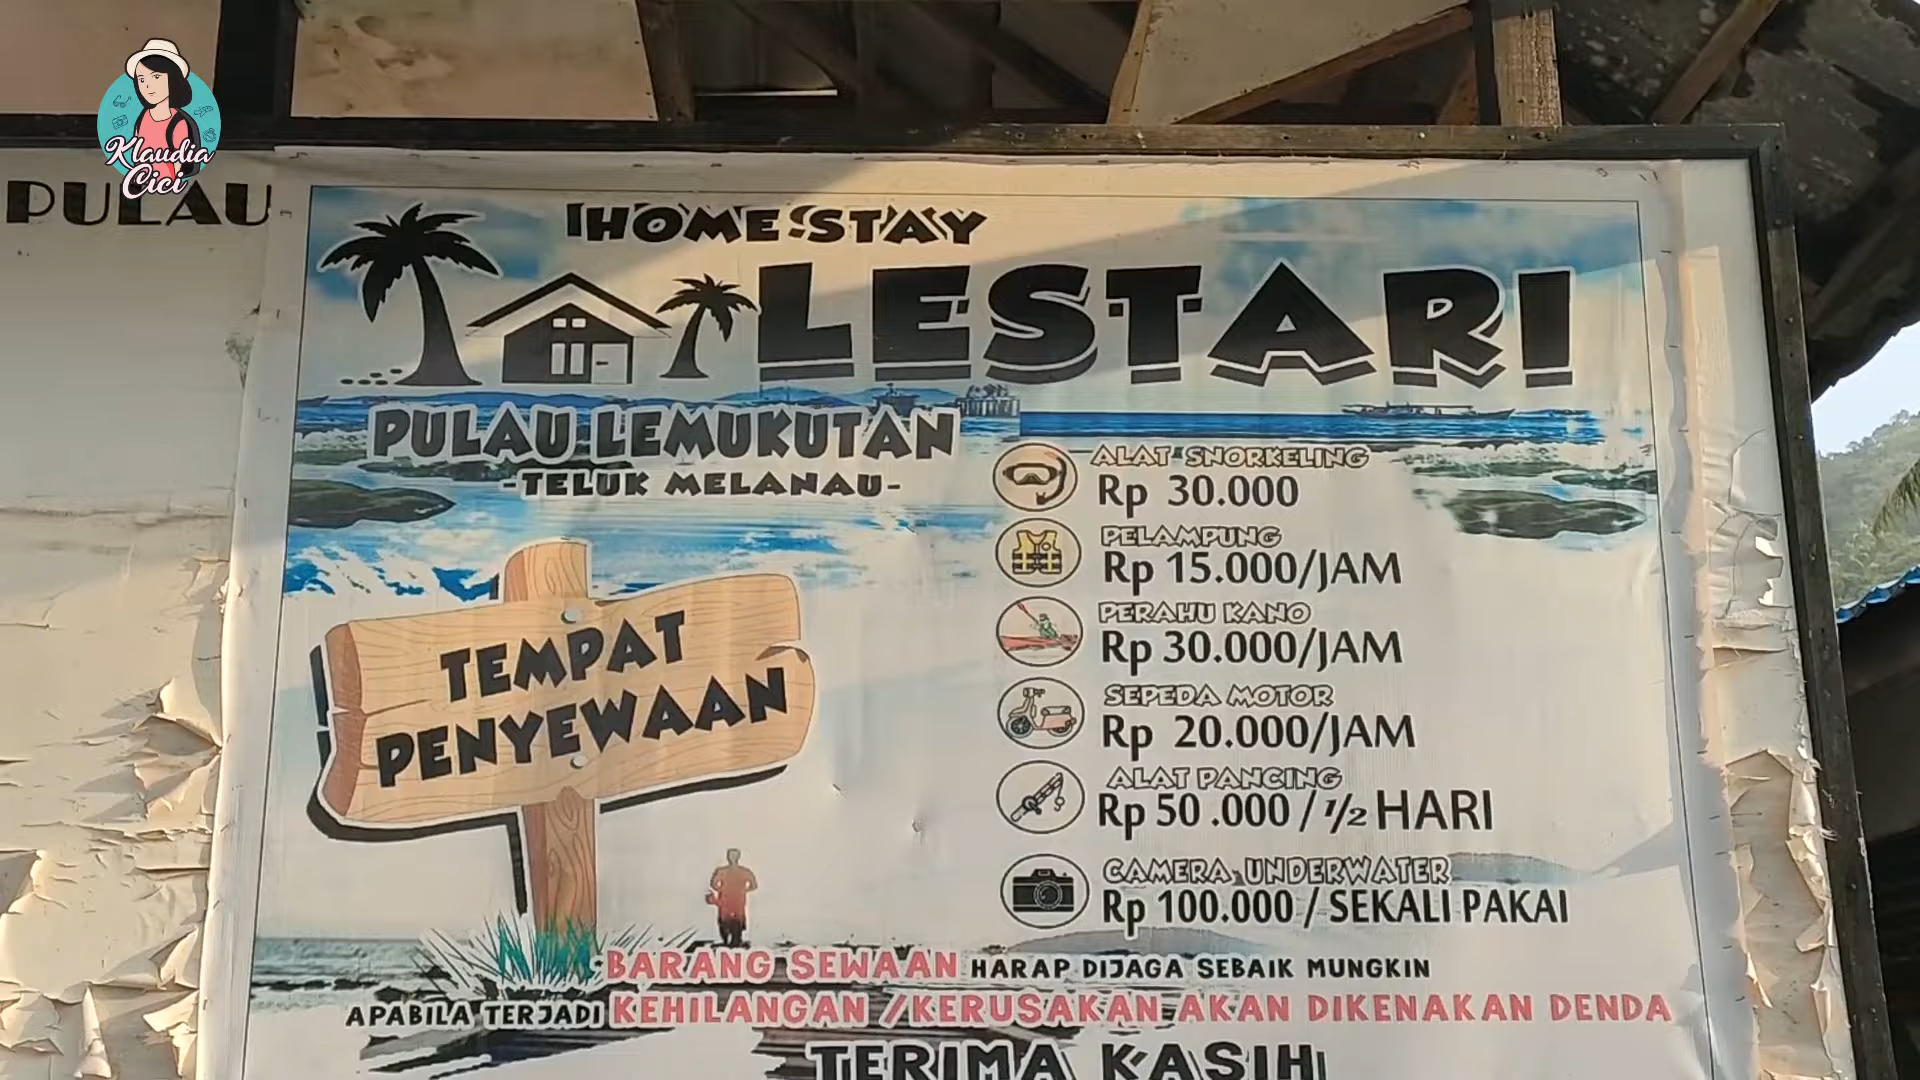 Klaudia
Cici
PULAU
HOMESTAY
LESTARI
PULAU LEMUKUTAN
-TELUK MELANAU-
TEMPAT
PENYEWAAN
ALAT SNORKELING
Rp 30.000
PELAMPUNG
Rp 15.000/JAM
PERAHU KANO
Rp 30.000/JAM
SEPEDA MOTOR
Rp 20.000/JAM
ALAT PANCING
Rp 50 .000 / 1/2 HARI
CAMERA UNDERWATER
Rp 100.000 / SEKALI PAKAI
BARANG SEWAAN HARAP DIJAGA SEBAIK MUNGKIN
APABILA TERJADI KEHILANGAN /KERUSAKAN AKAN DIKENAKAN DENDA
TERIMA KASIH